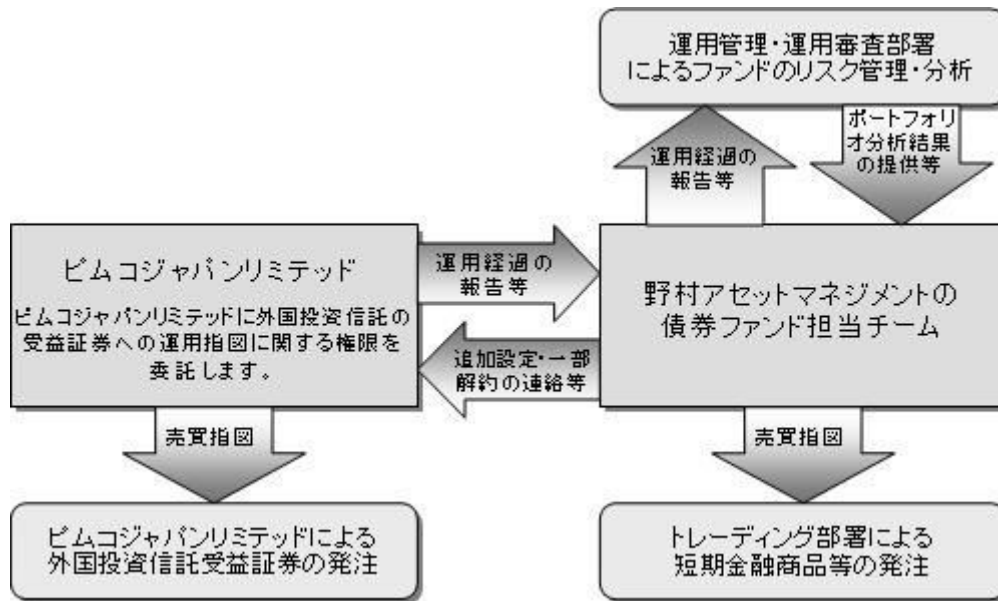 運用管理・運用審査部署
によるファンドのリスク管理・分析
運用経過の
報告等
ポートフォリ
オ分析結果
の提供等
ピムコジャパンリミテッド
ピムコジャパンリミテッドに外国投資信託の
受益証券への運用指図に関する権限を
委託します。
運用経過の
報告等
追加設定・一部
解約の連絡等
野村アセットマネジメントの
債券ファンド担当チーム
売買指図
売買指図
ピムコジャパンリミテッドによる
外国投資信託受益証券の発注
トレーディング部署による
短期金融商品等の発注